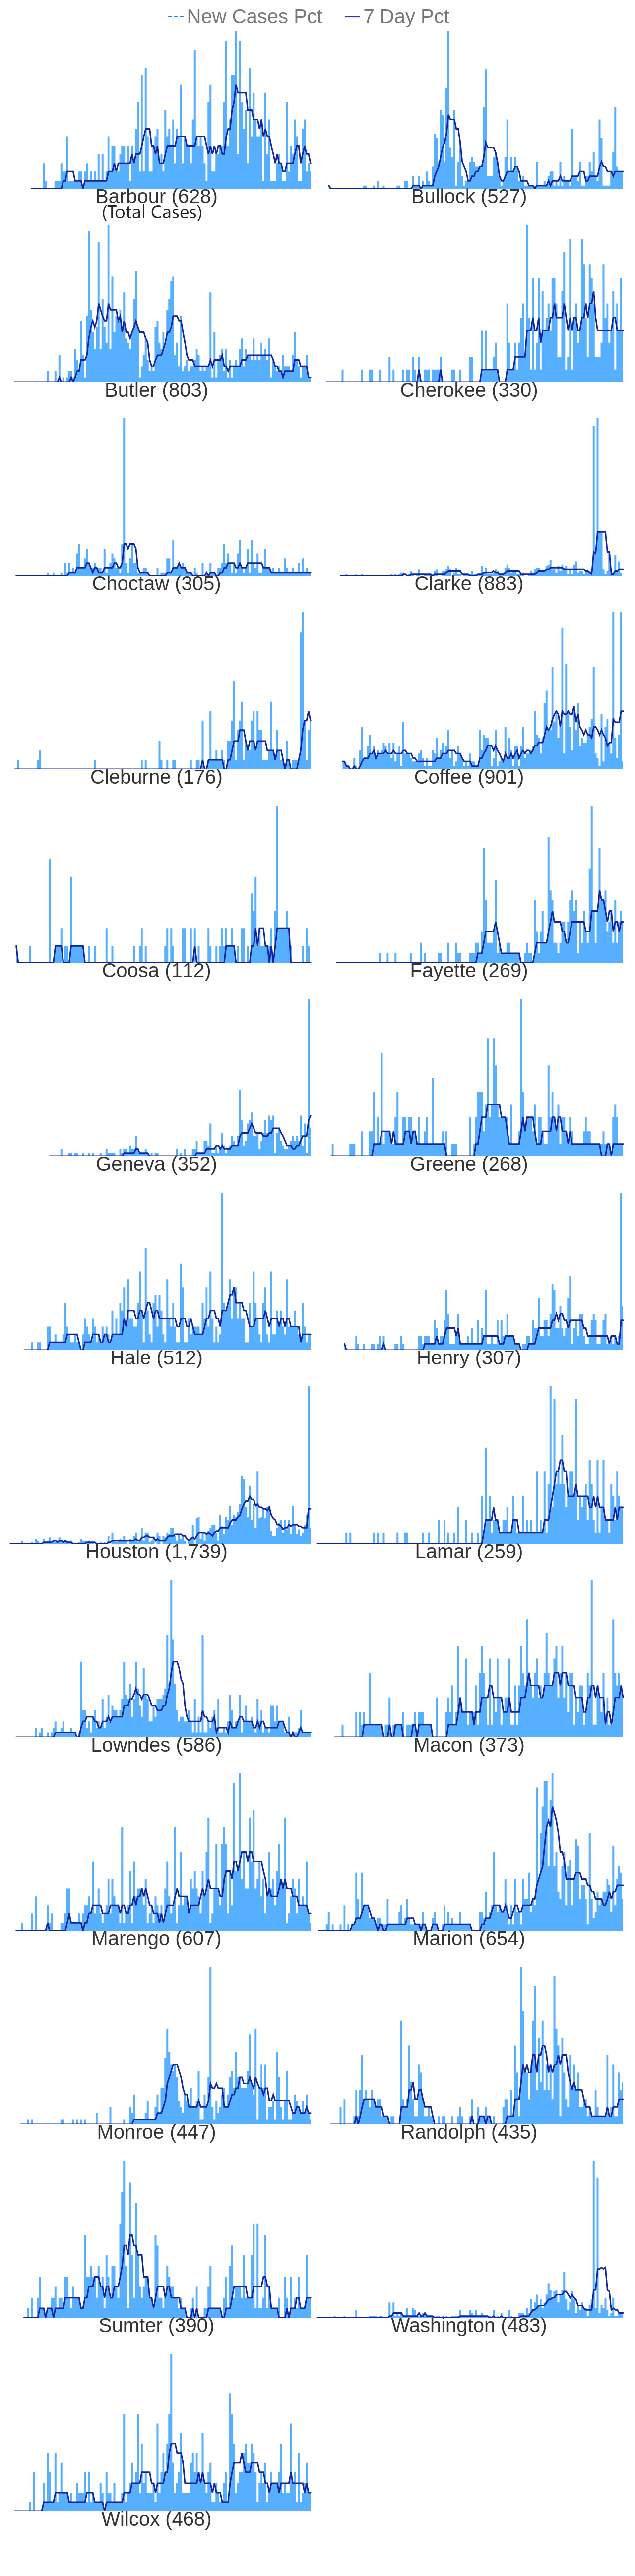 New Cases Pct 7 Day Pct
Barbour (628) Bullock (527)
(Total Cases)
Butler (803) Cherokee (330)
Choctaw (305) Clarke (883)
Cleburne (176) Coffee (901)
Coosa (112) Fayette (269)
Geneva (352) Greene (268)
Hale (512) Henry (307)
Houston (1,739) Lamar (259)
Lowndes (586) Macon (373)
Marengo (607) Marion (654)
Monroe (447) Randolph (435)
Sumter (390) Washington (483)
Wilcox (468)